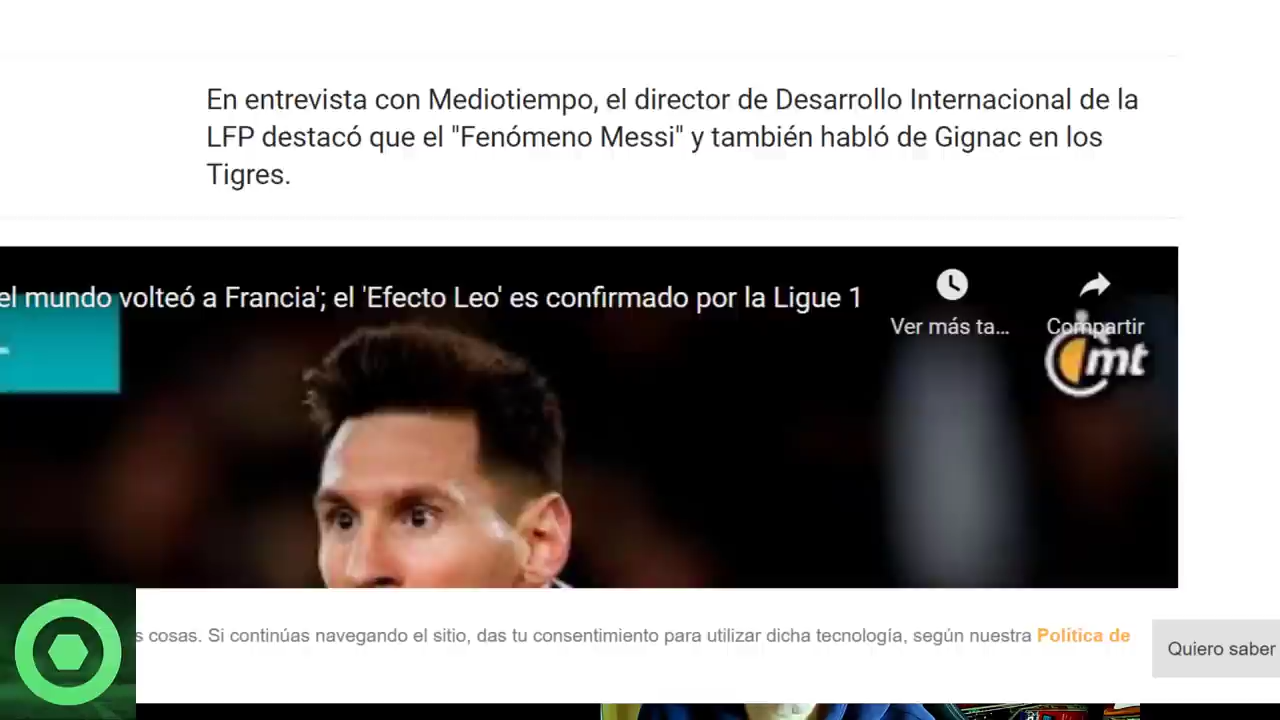 En entrevista con Mediotiempo, el director de Desarrollo Internacional de la
LFP destacó que el "Fenómeno Messi" y también habló de Gignac en los
Tigres.
el mundo volteó a Francia'; el 'Efecto Leo' es confirmado por la Ligue 1
Ver más ta...
Compartir
mt
s cosas. Si continúas navegando el sitio, das tu consentimiento para utilizar dicha tecnología, según nuestra Política de
Quiero saber